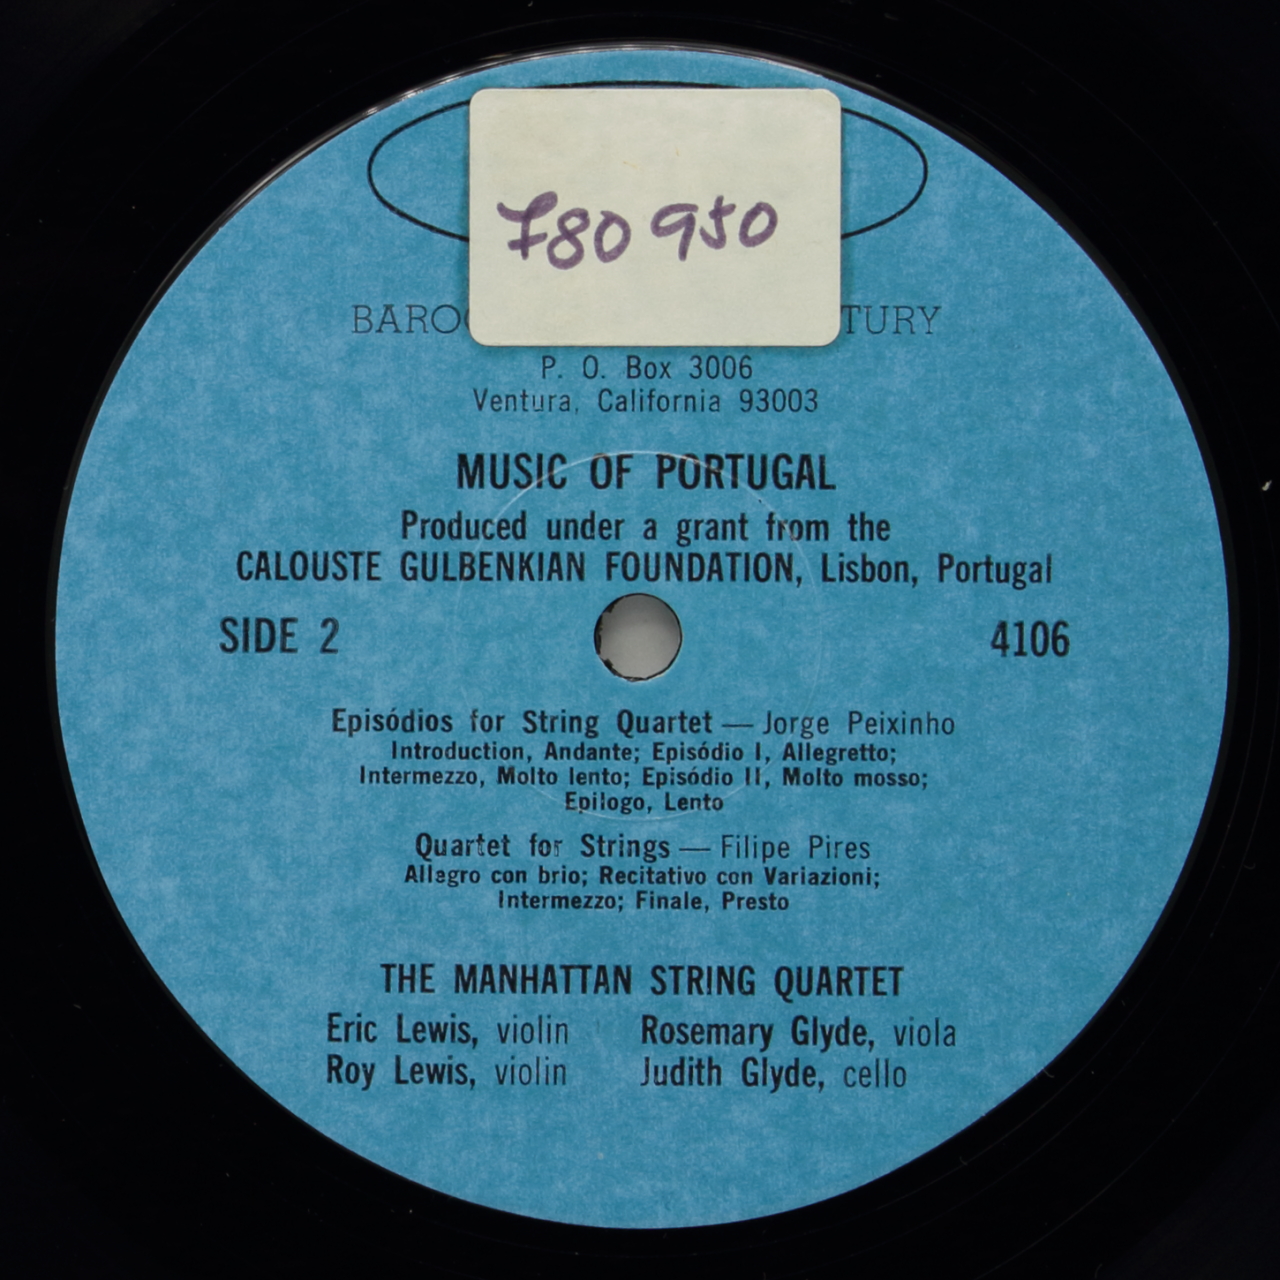 780 950
P. O. Box 3006
Ventura, California 93003
MUSIC OF PORTUGAL
Produced under a grant from the
CALOUSTE GULBENKIAN FOUNDATION, Lisbon, Portugal
SIDE 2 4106
Episódios for String Quartet — Jorge Peixinho
Introduction, Andante; Episódio I, Allegretto;
Intermezzo, Molto lento; Episódio II, Molto mosso;
Epilogo, Lento
Quartet for Strings — Filipe Pires
Allegro con brio; Recitativo con Variazioni;
Intermezzo; Finale, Presto
THE MANHATTAN STRING QUARTET
Eric Lewis, violin Rosemary Glyde, viola
Roy Lewis, violin Judith Glyde, cello